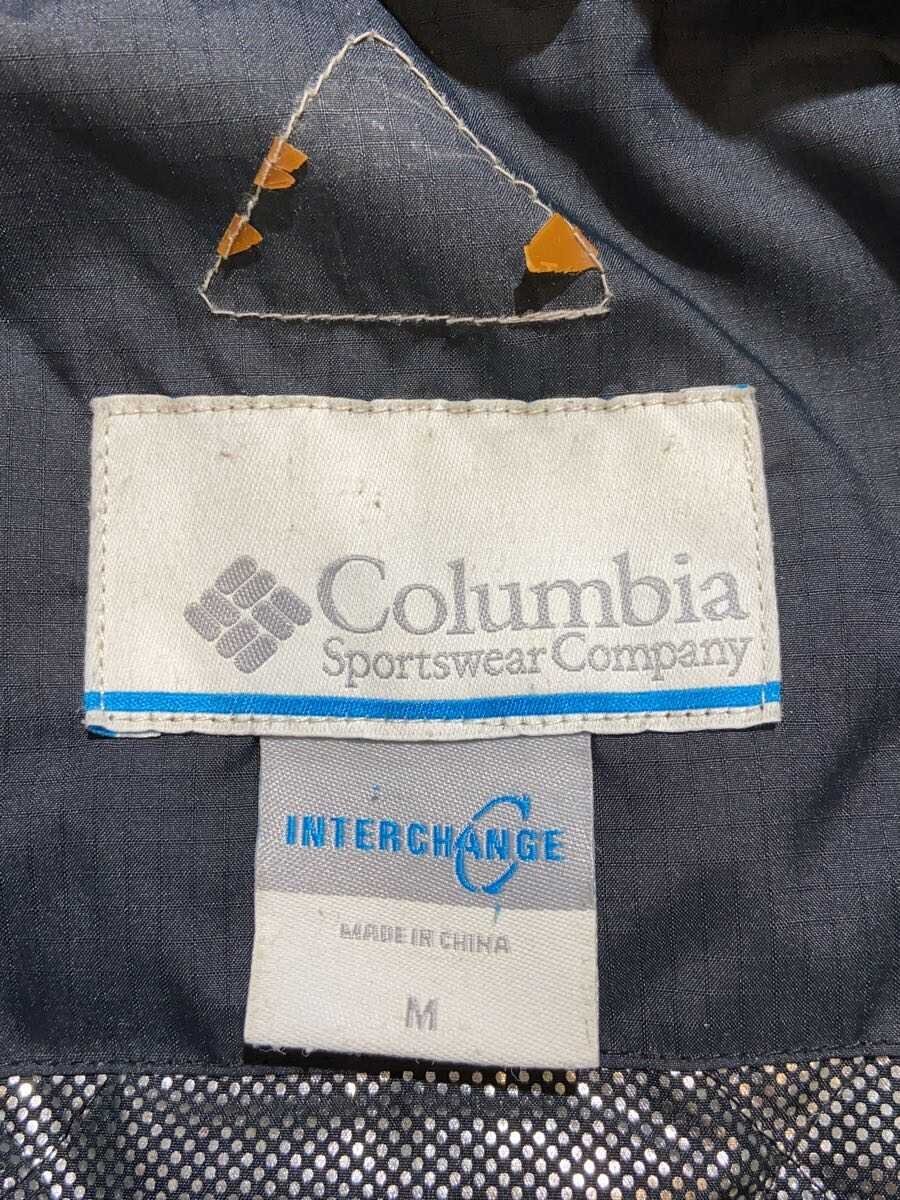 Columbia
Sportswear Company
INTERCHANGE
MADE IN CHINA
M